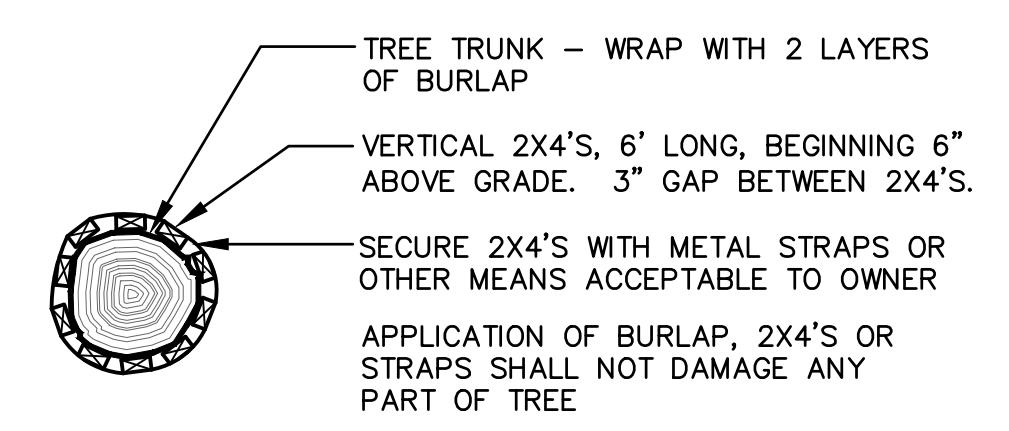 TREE TRUNK – WRAP WITH 2 LAYERS
OF BURLAP
VERTICAL 2X4'S, 6' LONG, BEGINNING 6"
ABOVE GRADE. 3" GAP BETWEEN 2X4'S.
SECURE 2X4'S WITH METAL STRAPS OR
OTHER MEANS ACCEPTABLE TO OWNER
APPLICATION OF BURLAP, 2X4'S OR
STRAPS SHALL NOT DAMAGE ANY
PART OF TREE